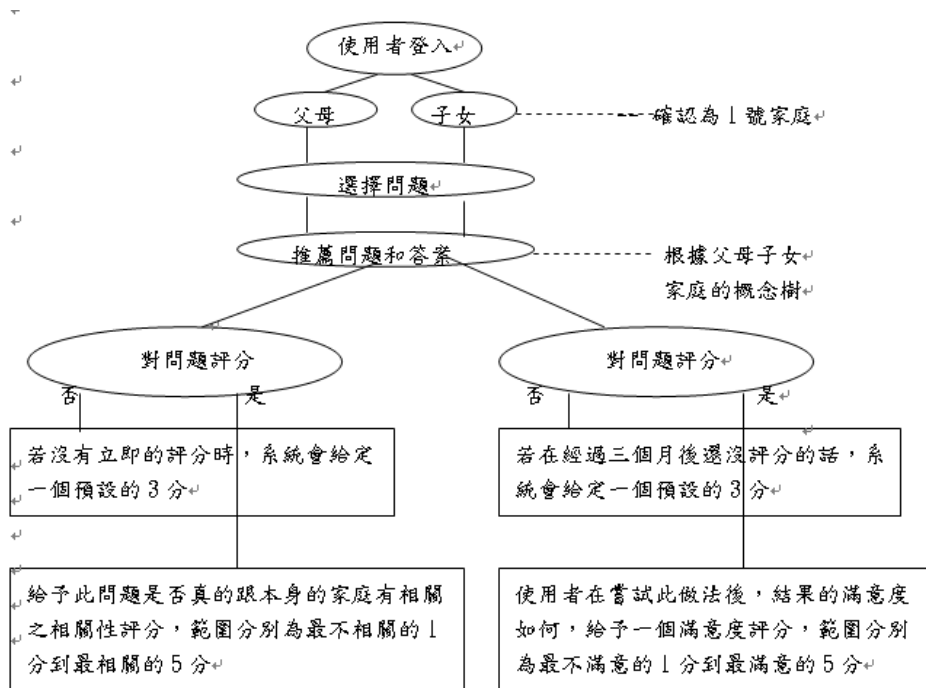 使用者登入
父母
子女
確認為1號家庭
選擇問題
推薦問題和答案
根據父母子女
家庭的概念樹
對問題評分
否
是
對問題評分
否
是
若沒有立即的評分時，系統會給定
一個預設的3分
若在經過三個月後還沒評分的話，系
統會給定一個預設的3分
給予此問題是否真的跟本身的家庭有相關
之相關性評分，範圍分別為最不相關的1
分到最相關的5分
使用者在嘗試此做法後，結果的滿意度
如何，給予一個滿意度評分，範圍分別
為最不滿意的1分到最滿意的5分